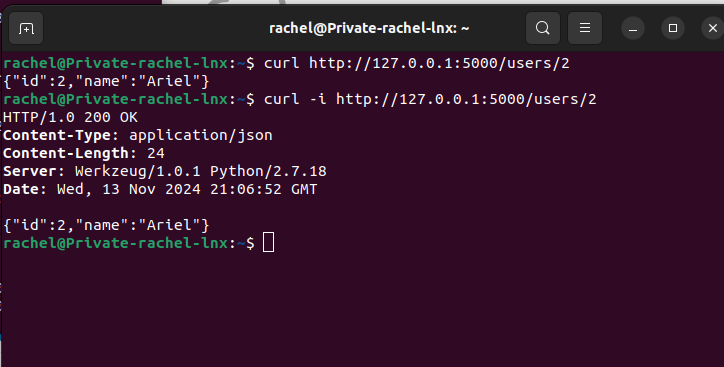 rachel@Private-rachel-lnx: ~
rachel@Private-rachel-lnx:~$ curl http://127.0.0.1:5000/users/2
{"id":2,"name":"Ariel"}
rachel@Private-rachel-lnx:~$ curl -i http://127.0.0.1:5000/users/2
HTTP/1.0 200 OK
Content-Type: application/json
Content-Length: 24
Server: Werkzeug/1.0.1 Python/2.7.18
Date: Wed, 13 Nov 2024 21:06:52 GMT
{"id":2,"name":"Ariel"}
rachel@Private-rachel-lnx:~$